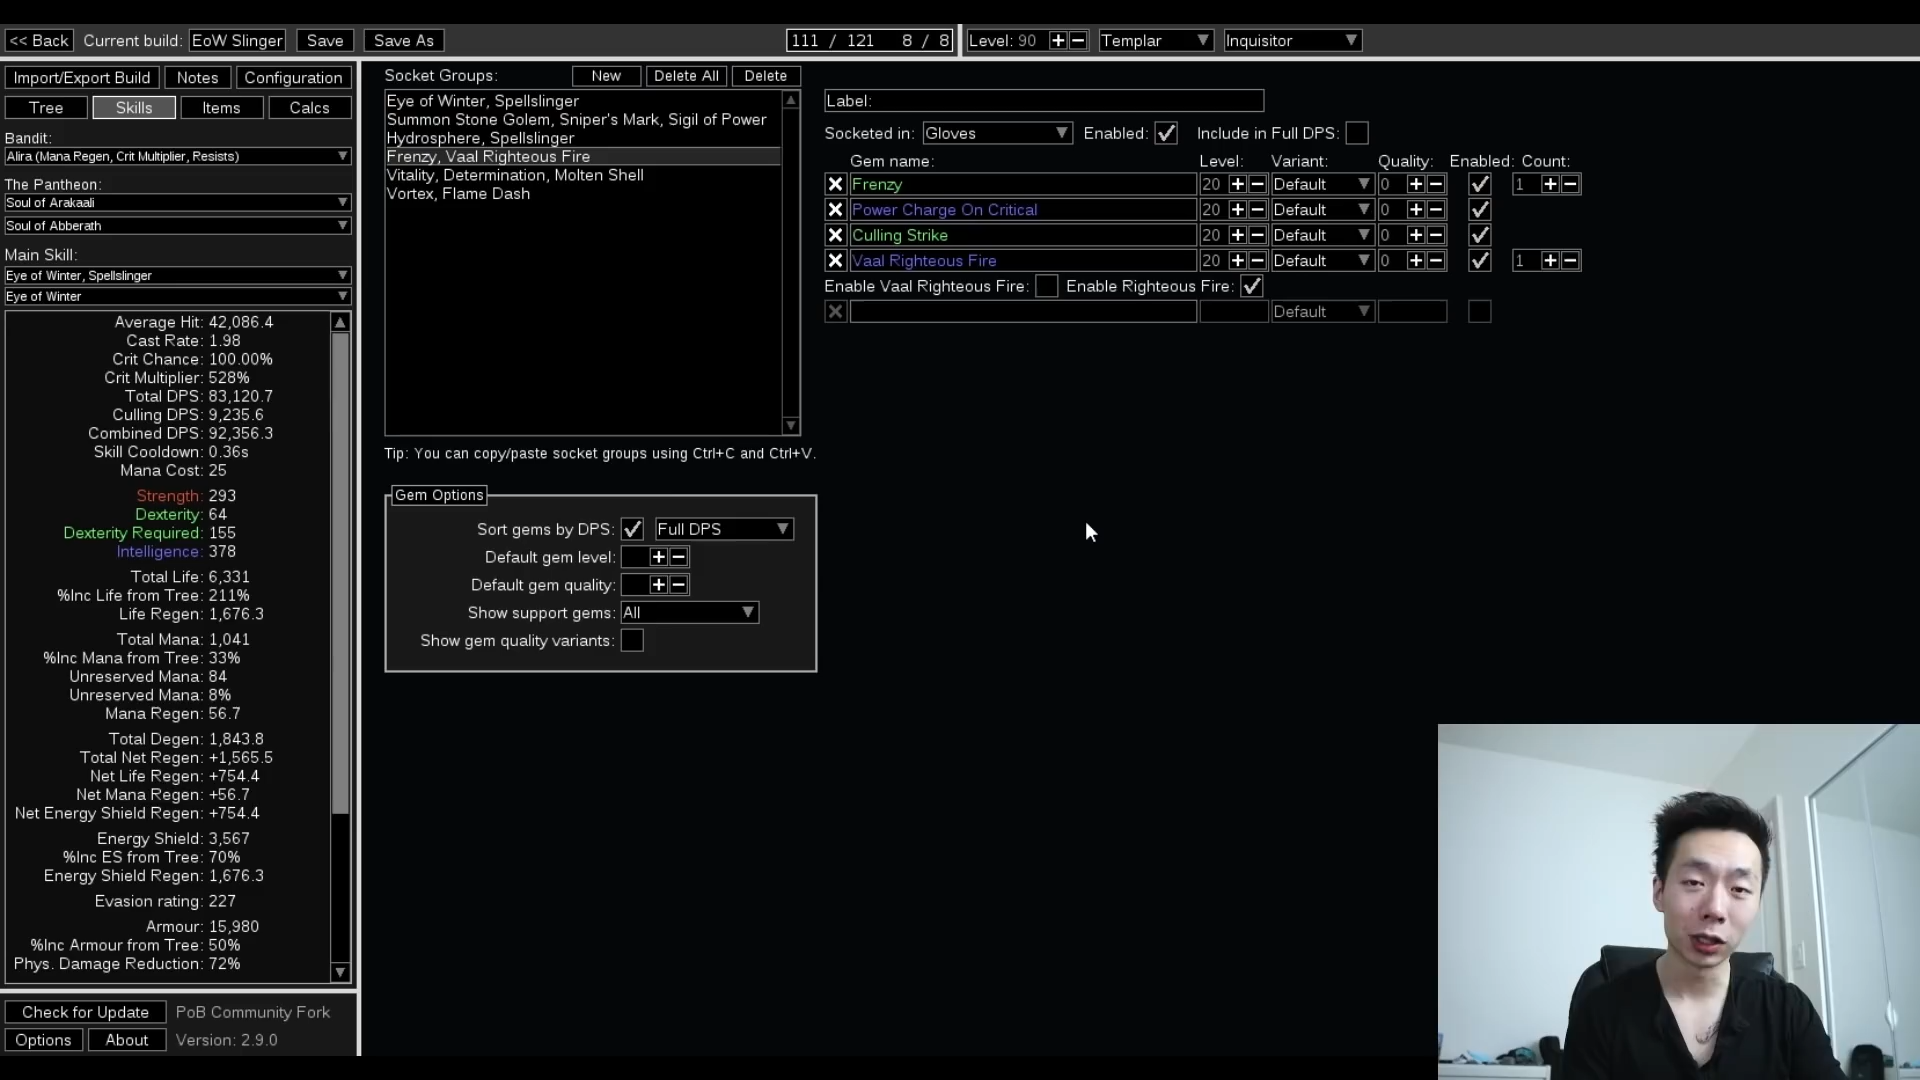 << Back Current build: EoW Slinger Save Save As 111 / 121 8 / 8 Level: 90 Templar Inquisitor
Import/Export Build Notes Configuration
Tree Skills Items Calcs
Bandit:
Alira (Mana Regen, Crit Multiplier, Resists)
The Pantheon:
Soul of Arakaali
Soul of Abberath
Main Skill:
Eye of Winter, Spellslinger
Eye of Winter
Average Hit: 42,086.4
Cast Rate: 1.98
Crit Chance: 100.00%
Crit Multiplier: 528%
Total DPS: 83,120.7
Culling DPS: 9,235.6
Combined DPS: 92,356.3
Skill Cooldown: 0.36s
Mana Cost: 25
Strength: 293
Dexterity: 64
Dexterity Required: 155
Intelligence: 378
Total Life: 6,331
%Inc Life from Tree: 211%
Life Regen: 1,676.3
Total Mana: 1,041
%Inc Mana from Tree: 33%
Unreserved Mana: 84
Unreserved Mana: 8%
Mana Regen: 56.7
Total Degen: 1,843.8
Total Net Regen: +1,565.5
Net Life Regen: +754.4
Net Mana Regen: +56.7
Net Energy Shield Regen: +754.4
Energy Shield: 3,567
%Inc ES from Tree: 70%
Energy Shield Regen: 1,676.3
Evasion rating: 227
Armour: 15,980
%Inc Armour from Tree: 50%
Phys. Damage Reduction: 72%
Check for Update PoB Community Fork
Options About Version: 2.9.0
Socket Groups: New Delete All Delete
Eye of Winter, Spellslinger
Summon Stone Golem, Sniper's Mark, Sigil of Power
Hydrosphere, Spellslinger
Frenzy, Vaal Righteous Fire
Vitality, Determination, Molten Shell
Vortex, Flame Dash
Tip: You can copy/paste socket groups using Ctrl+C and Ctrl+V.
Gem Options
Sort gems by DPS: Full DPS
Default gem level:
Default gem quality:
Show support gems: All
Show gem quality variants:
Label:
Socketed in: Gloves Enabled: Include in Full DPS:
Gem name: Level: Variant: Quality: Enabled: Count:
Frenzy 20 Default 0 1
Power Charge On Critical 20 Default 0
Culling Strike 20 Default 0
Vaal Righteous Fire 20 Default 0 1
Enable Vaal Righteous Fire: Enable Righteous Fire:
Default